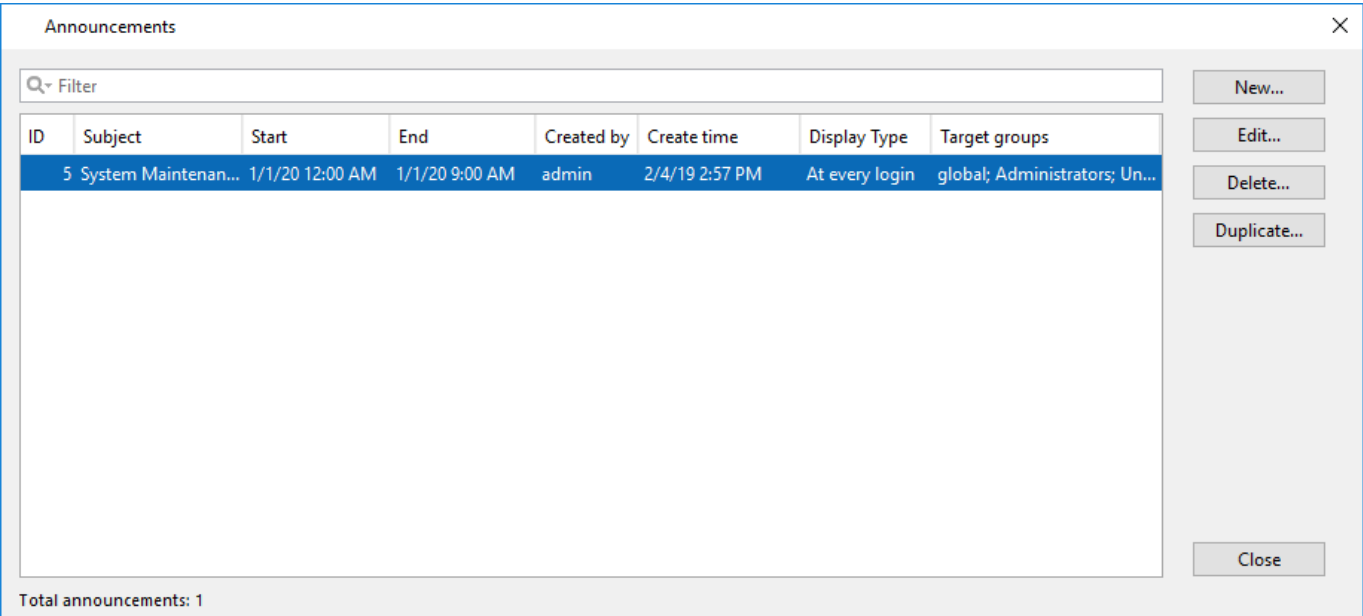 Announcements
Filter
New...
ID Subject Start End Created by Create time Display Type Target groups
Edit...
5 System Maintenan... 1/1/20 12:00 AM 1/1/20 9:00 AM admin 2/4/19 2:57 PM At every login global; Administrators; Un...
Delete...
Duplicate...
Close
Total announcements: 1